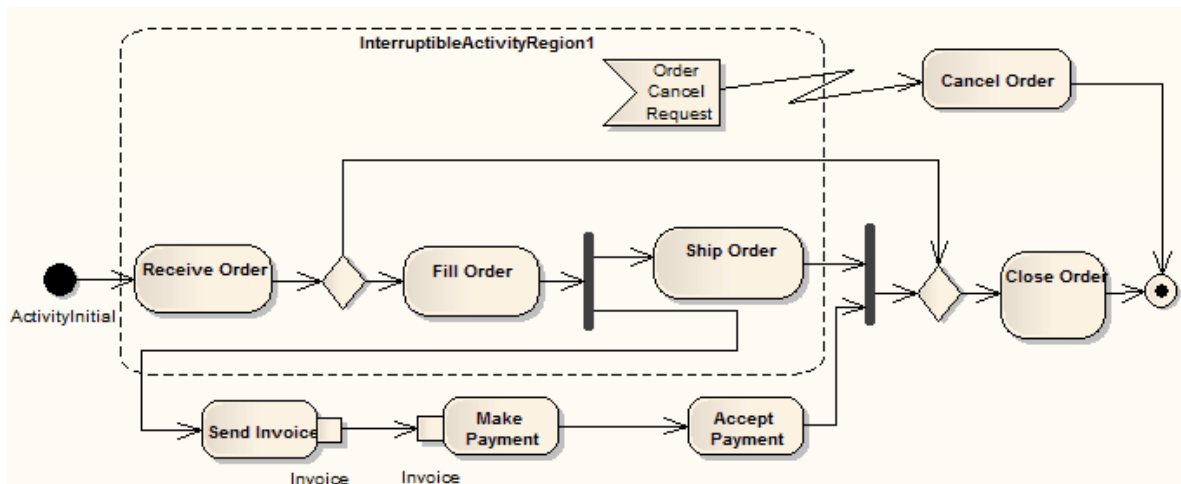 InterruptibleActivityRegion1
Order
Cancel
Request
Cancel Order
Receive Order
Fill Order
Ship Order
Close Order
ActivityInitial
Send Invoice
Invoice
Invoice
Make
Payment
Accept
Payment